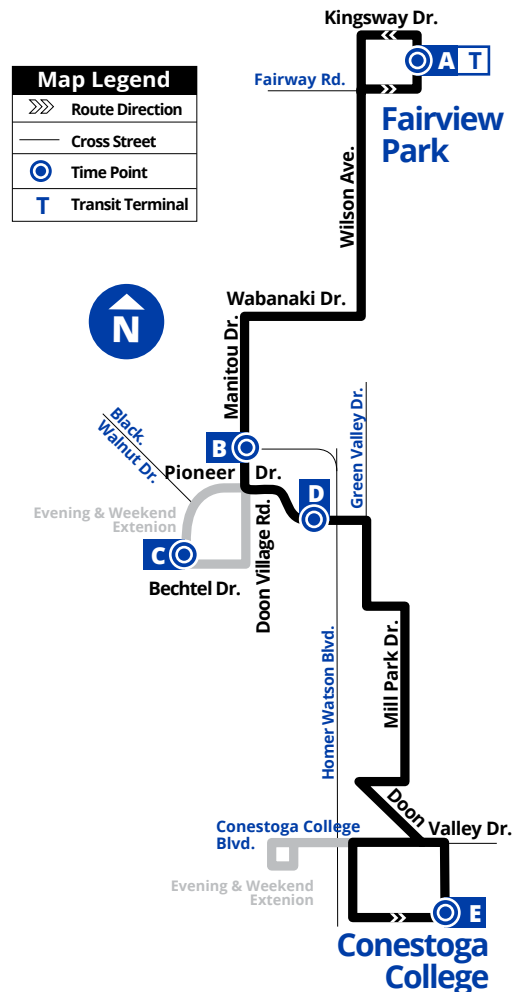 Kingsway Dr.
A T
Fairway Rd.
Fairview
Park
Map Legend
Route Direction
Cross Street
Time Point
T Transit Terminal
Wilson Ave.
N
Wabanaki Dr.
Manitou Dr.
Black.
Walnut Dr.
B
Pioneer Dr.
Green Valley Dr.
D
Evening & Weekend
Extenion
C
Bechtel Dr.
Doon Village Rd.
Homer Watson Blvd.
Mill Park Dr.
Doon
Valley Dr.
Conestoga College
Blvd.
Evening & Weekend
Extenion
E
Conestoga
College